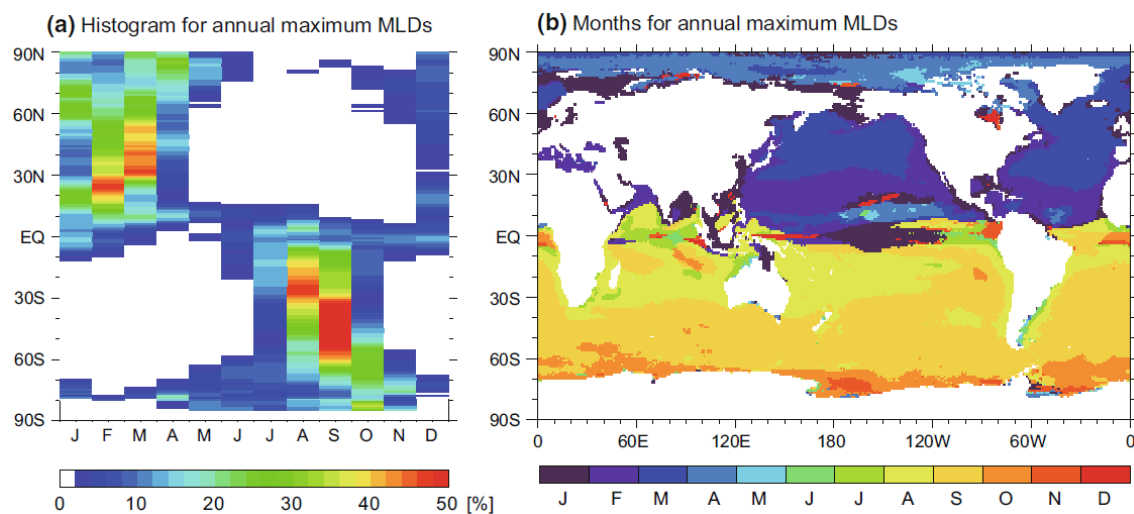 (a) Histogram for annual maximum MLDs
90N
60N
30N
EQ
30S
60S
90S
J F M A M J J A S O N D
0 10 20 30 40 50 [%]
(b) Months for annual maximum MLDs
90N
60N
30N
EQ
30S
60S
90S
0 60E 120E 180 120W 60W 0
J F M A M J J A S O N D